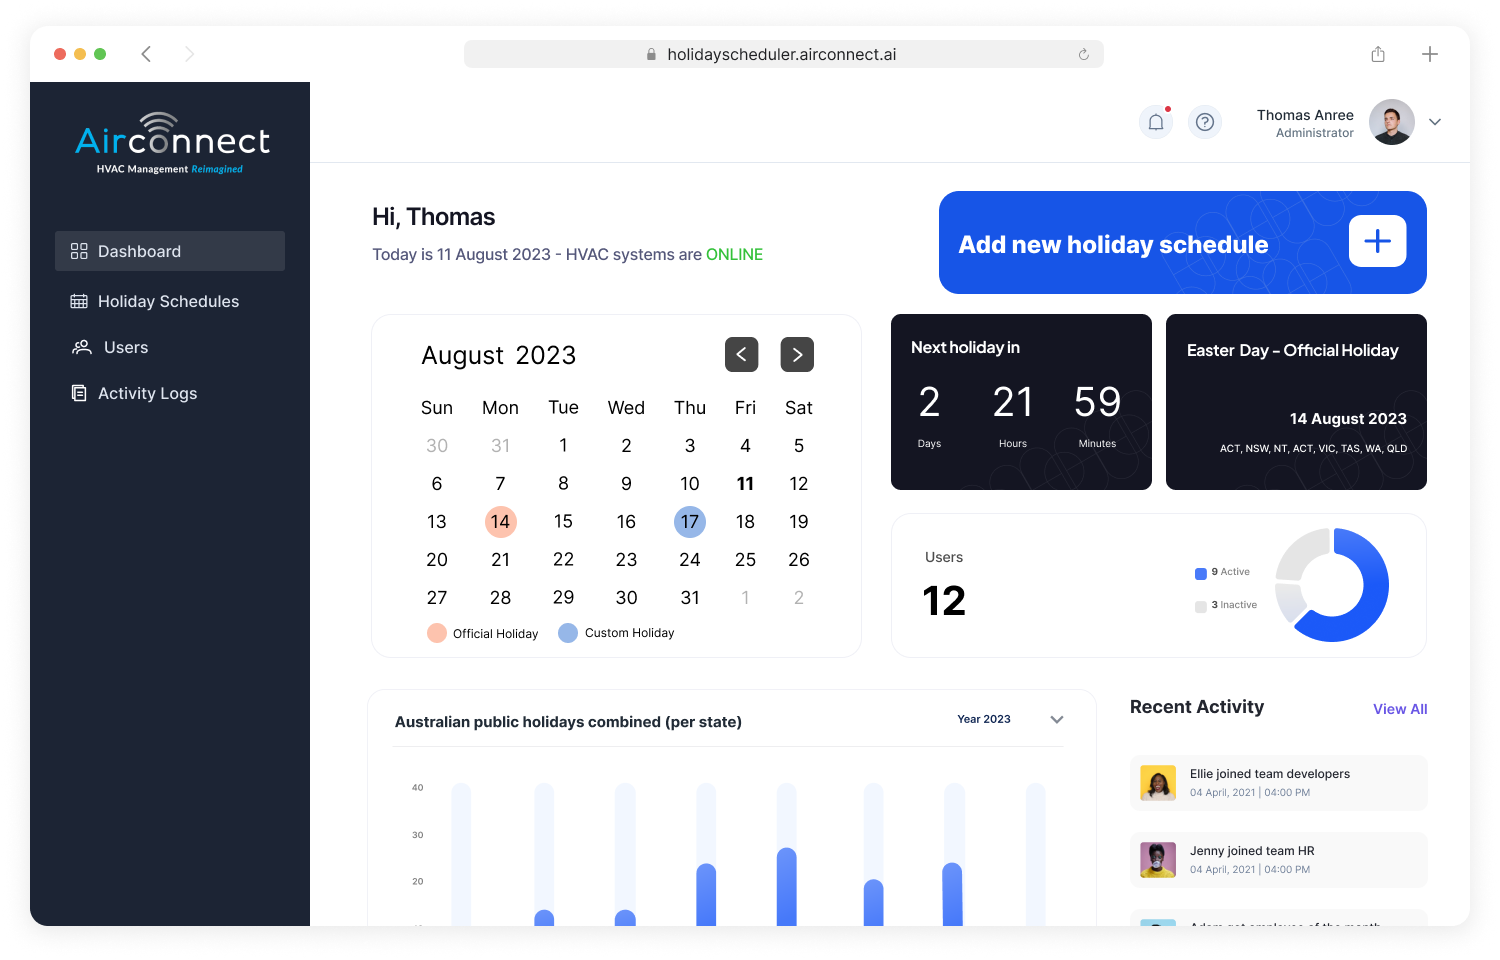 holidayscheduler.airconnect.ai
Airconnect
HVAC Management Reimagined
Dashboard
Holiday Schedules
Users
Activity Logs
Thomas Anree
Administrator
Hi, Thomas
Today is 11 August 2023 - HVAC systems are ONLINE
Add new holiday schedule
August 2023
Sun Mon Tue Wed Thu Fri Sat
30 31 1 2 3 4 5
6 7 8 9 10 11 12
13 14 15 16 17 18 19
20 21 22 23 24 25 26
27 28 29 30 31 1 2
Official Holiday Custom Holiday
Next holiday in
2 21 59
Days Hours Minutes
Easter Day - Official Holiday
14 August 2023
ACT, NSW, NT, ACT, VIC, TAS, WA, QLD
Users
12
9 Active
3 Inactive
Australian public holidays combined (per state)
Year 2023
40
30
20
Recent Activity
View All
Ellie joined team developers
04 April, 2021 | 04:00 PM
Jenny joined team HR
04 April, 2021 | 04:00 PM